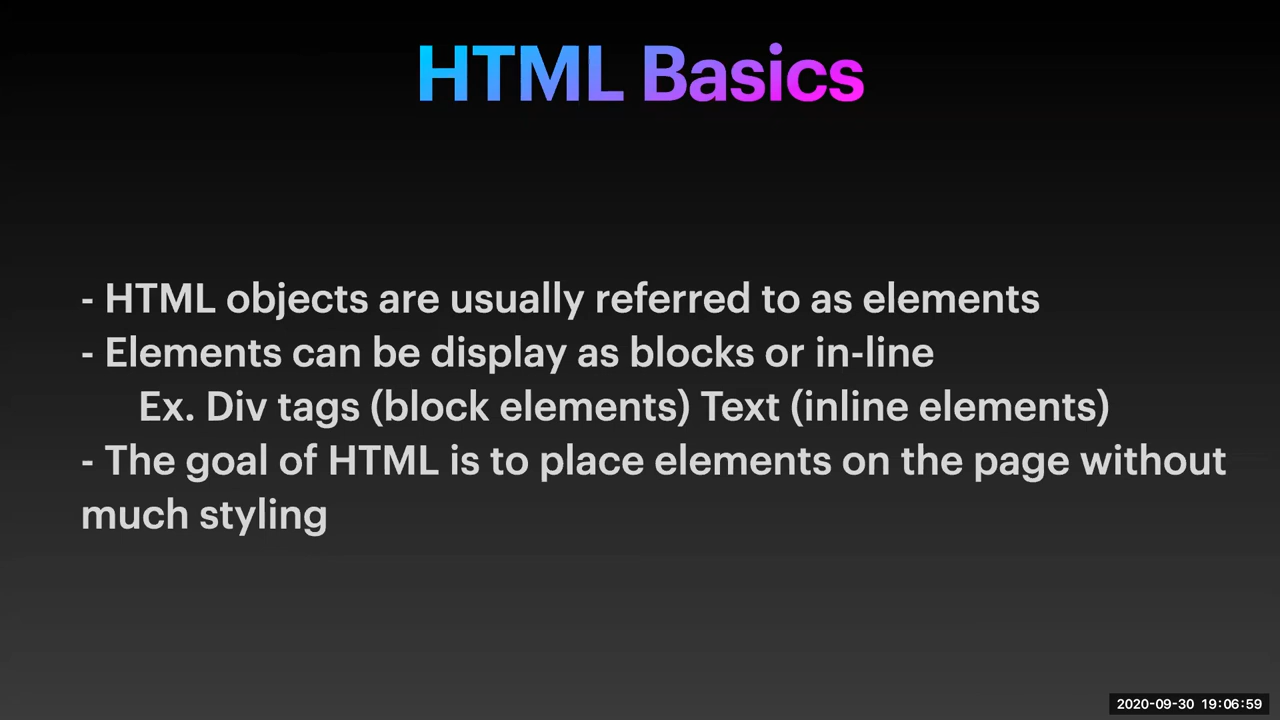 HTML Basics
- HTML objects are usually referred to as elements
- Elements can be display as blocks or in-line
Ex. Div tags (block elements) Text (inline elements)
- The goal of HTML is to place elements on the page without
much styling
2020-09-30 19:06:59